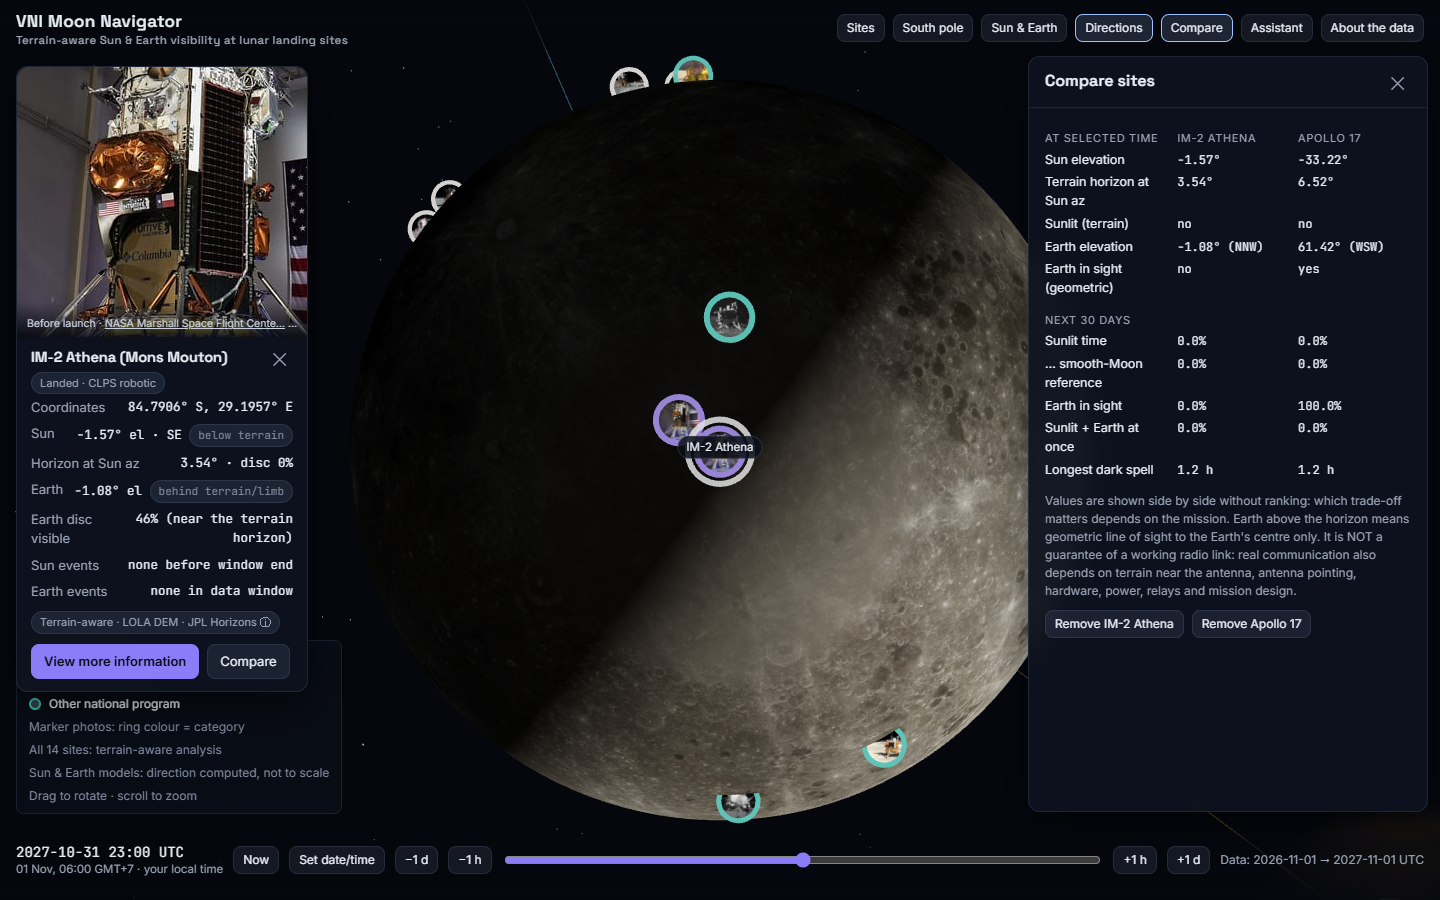 VNI Moon Navigator
Terrain-aware Sun & Earth visibility at lunar landing sites
Sites
South pole
Sun & Earth
Directions
Compare
Assistant
About the data
Columbia
Before launch · NASA Marshall Space Flight Cente... ...
IM-2 Athena (Mons Mouton)
Landed · CLPS robotic
Coordinates 84.7906° S, 29.1957° E
Sun -1.57° el · SE below terrain
Horizon at Sun az 3.54° · disc 0%
Earth -1.08° el behind terrain/limb
Earth disc visible 46% (near the terrain horizon)
Sun events none before window end
Earth events none in data window
Terrain-aware · LOLA DEM · JPL Horizons ⓘ
View more information
Compare
Other national program
Marker photos: ring colour = category
All 14 sites: terrain-aware analysis
Sun & Earth models: direction computed, not to scale
Drag to rotate · scroll to zoom
IM-2 Athena
Compare sites
AT SELECTED TIME IM-2 ATHENA APOLLO 17
Sun elevation -1.57° -33.22°
Terrain horizon at Sun az 3.54° 6.52°
Sunlit (terrain) no no
Earth elevation -1.08° (NNW) 61.42° (WSW)
Earth in sight (geometric) no yes
NEXT 30 DAYS
Sunlit time 0.0% 0.0%
... smooth-Moon reference 0.0% 0.0%
Earth in sight 0.0% 100.0%
Sunlit + Earth at once 0.0% 0.0%
Longest dark spell 1.2 h 1.2 h
Values are shown side by side without ranking: which trade-off
matters depends on the mission. Earth above the horizon means
geometric line of sight to the Earth's centre only. It is NOT a
guarantee of a working radio link: real communication also
depends on terrain near the antenna, antenna pointing,
hardware, power, relays and mission design.
Remove IM-2 Athena
Remove Apollo 17
2027-10-31 23:00 UTC
01 Nov, 06:00 GMT+7 · your local time
Now
Set date/time
−1 d
−1 h
+1 h
+1 d
Data: 2026-11-01 → 2027-11-01 UTC